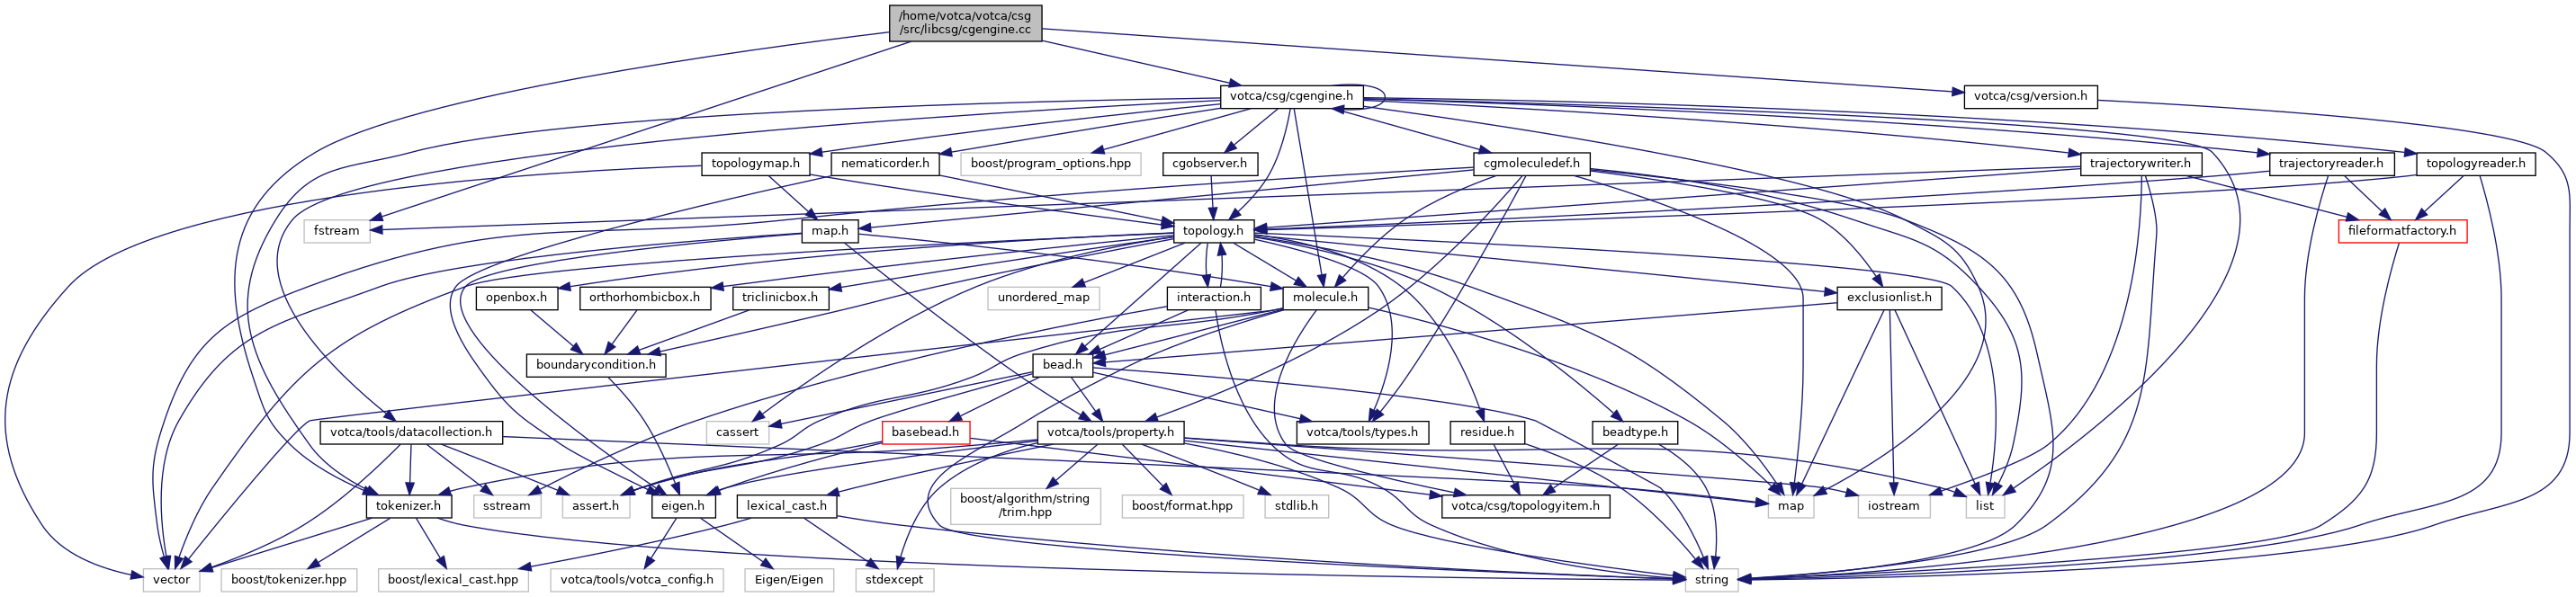 /home/votca/votca/csg
/src/libcsg/cgengine.cc
votca/csg/cgengine.h
votca/csg/version.h
topologymap.h
nematicorder.h
boost/program_options.hpp
cgobserver.h
cgmoleculedef.h
trajectorywriter.h
trajectoryreader.h
topologyreader.h
fstream
map.h
topology.h
fileformatfactory.h
openbox.h
orthorhombicbox.h
triclinicbox.h
unordered_map
interaction.h
molecule.h
exclusionlist.h
boundarycondition.h
bead.h
votca/tools/datacollection.h
cassert
basebead.h
votca/tools/property.h
votca/tools/types.h
residue.h
beadtype.h
tokenizer.h
sstream
assert.h
eigen.h
lexical_cast.h
boost/algorithm/string
/trim.hpp
boost/format.hpp
stdlib.h
votca/csg/topologyitem.h
map
iostream
list
vector
boost/tokenizer.hpp
boost/lexical_cast.hpp
votca/tools/votca_config.h
Eigen/Eigen
stdexcept
string